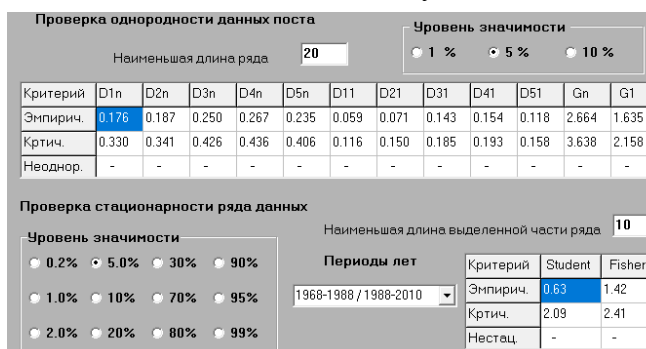 Проверка однородности данных поста
Уровень значимости
Наименьшая длина ряда 20
1 % 5 % 10 %
Критерий D1n D2n D3n D4n D5n D11 D21 D31 D41 D51 Gn G1
Эмпирич. 0.176 0.187 0.250 0.267 0.235 0.059 0.071 0.143 0.154 0.118 2.664 1.635
Кртич. 0.330 0.341 0.426 0.436 0.406 0.116 0.150 0.185 0.193 0.158 3.638 2.158
Неоднор. - - - - - - - - - - - -
Проверка стационарности ряда данных
Наименьшая длина выделенной части ряда 10
Уровень значимости
Периоды лет
0.2% 5.0% 30% 90%
1.0% 10% 70% 95%
2.0% 20% 80% 99%
1968-1988 / 1988-2010
Критерий Student Fisher
Эмпирич. 0.63 1.42
Кртич. 2.09 2.41
Нестац. - -